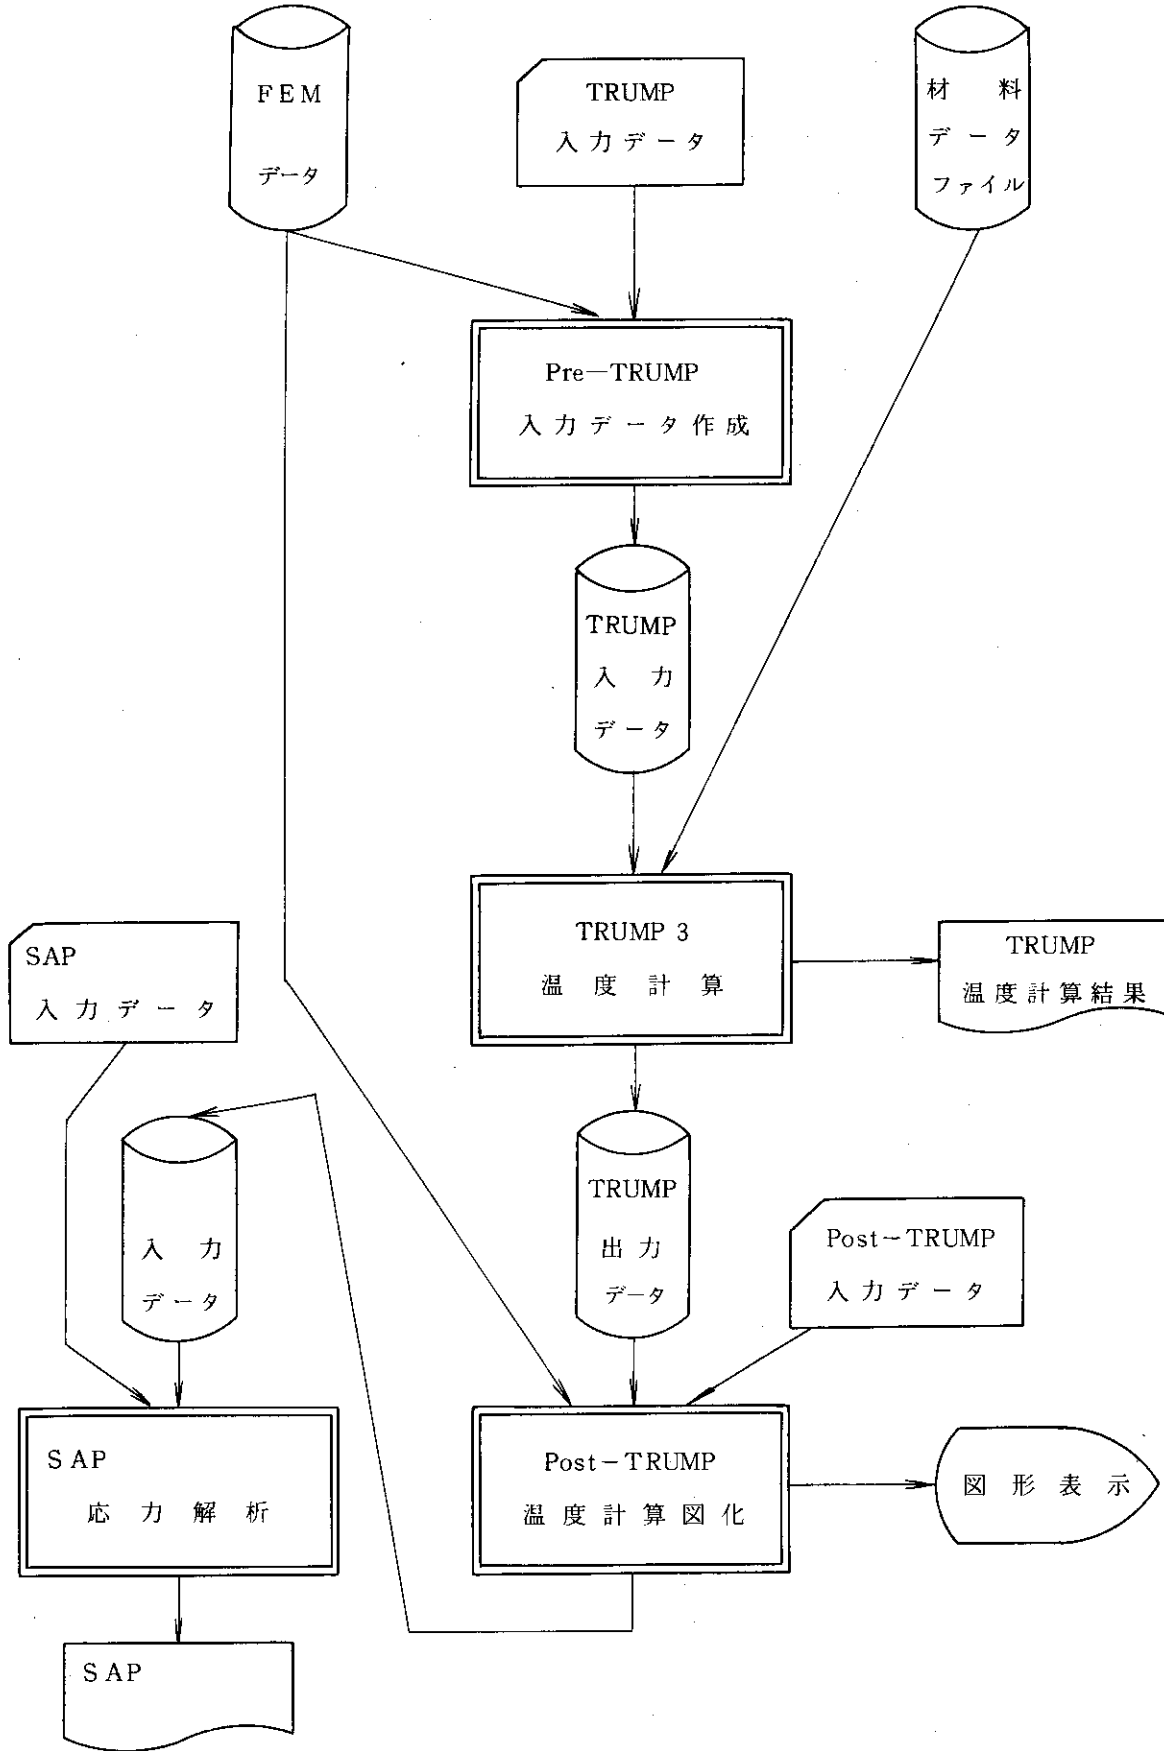 FEM
データ
TRUMP
入力データ
材料
データ
ファイル
Pre-TRUMP
入力データ作成
TRUMP
入力
データ
TRUMP 3
温度計算
TRUMP
温度計算結果
SAP
入力データ
入力
データ
TRUMP
出力
データ
Post-TRUMP
入力データ
SAP
応力解析
Post-TRUMP
温度計算図化
図形表示
SAP